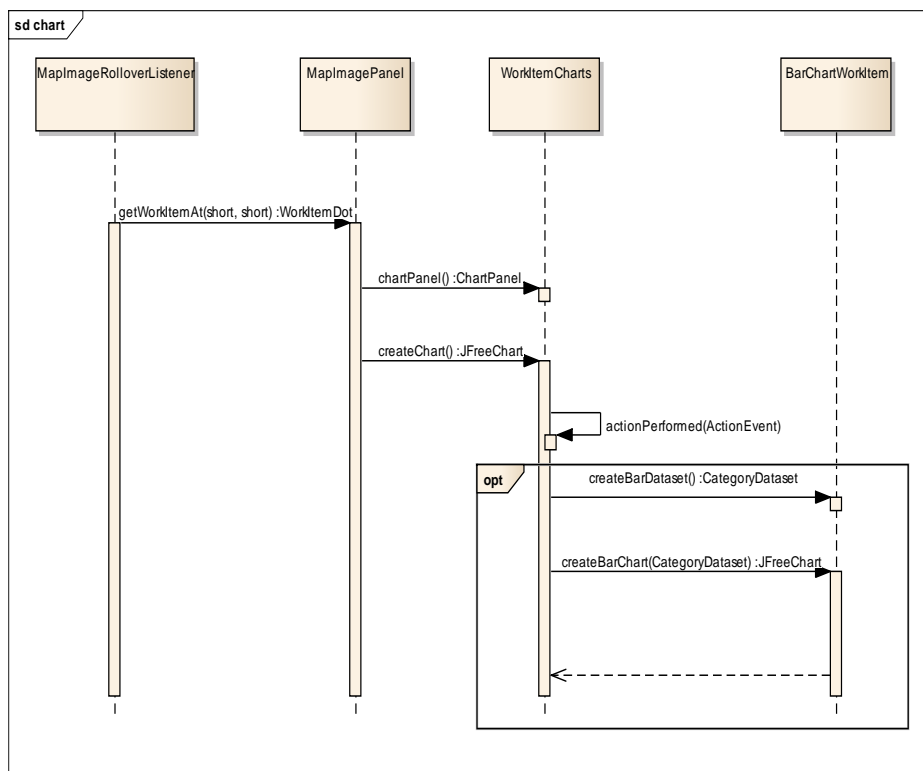 sd chart
MapImageRolloverListener
MapImagePanel
WorkItemCharts
BarChartWorkItem
getWorkItemAt(short, short) :WorkItemDot
chartPanel() :ChartPanel
createChart() :JFreeChart
actionPerformed(ActionEvent)
opt
createBarDataset() :CategoryDataset
createBarChart(CategoryDataset) :JFreeChart